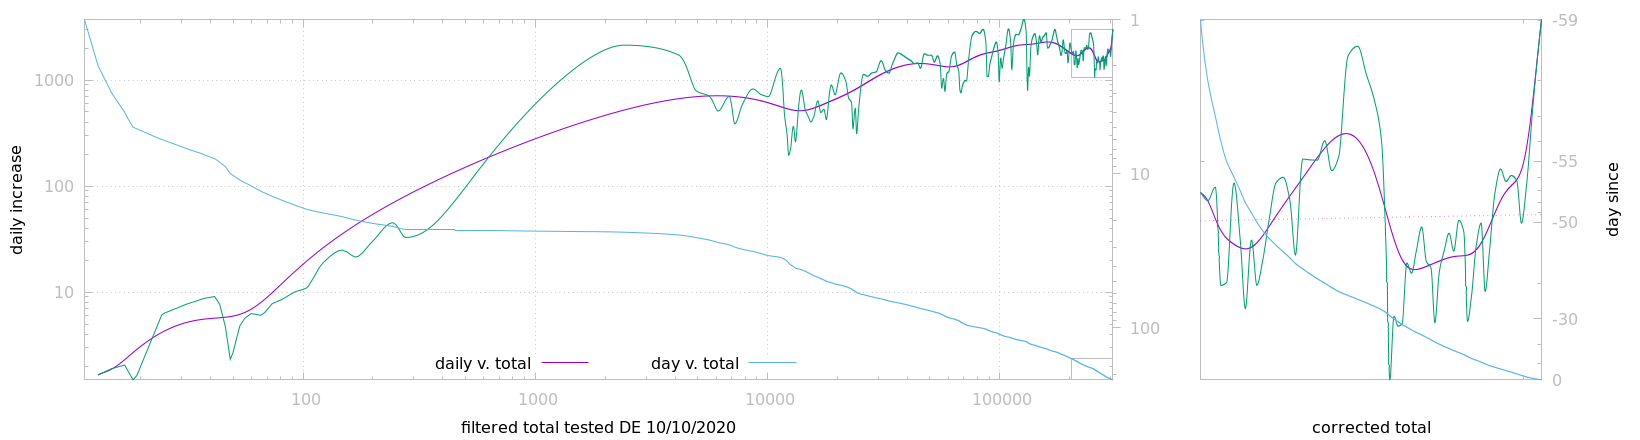 1
-59
1000
daily increase
100
10
10
100
daily v. total
day v. total
-55
-50
-30
0
day since
100
1000
10000
100000
filtered total tested DE 10/10/2020
corrected total